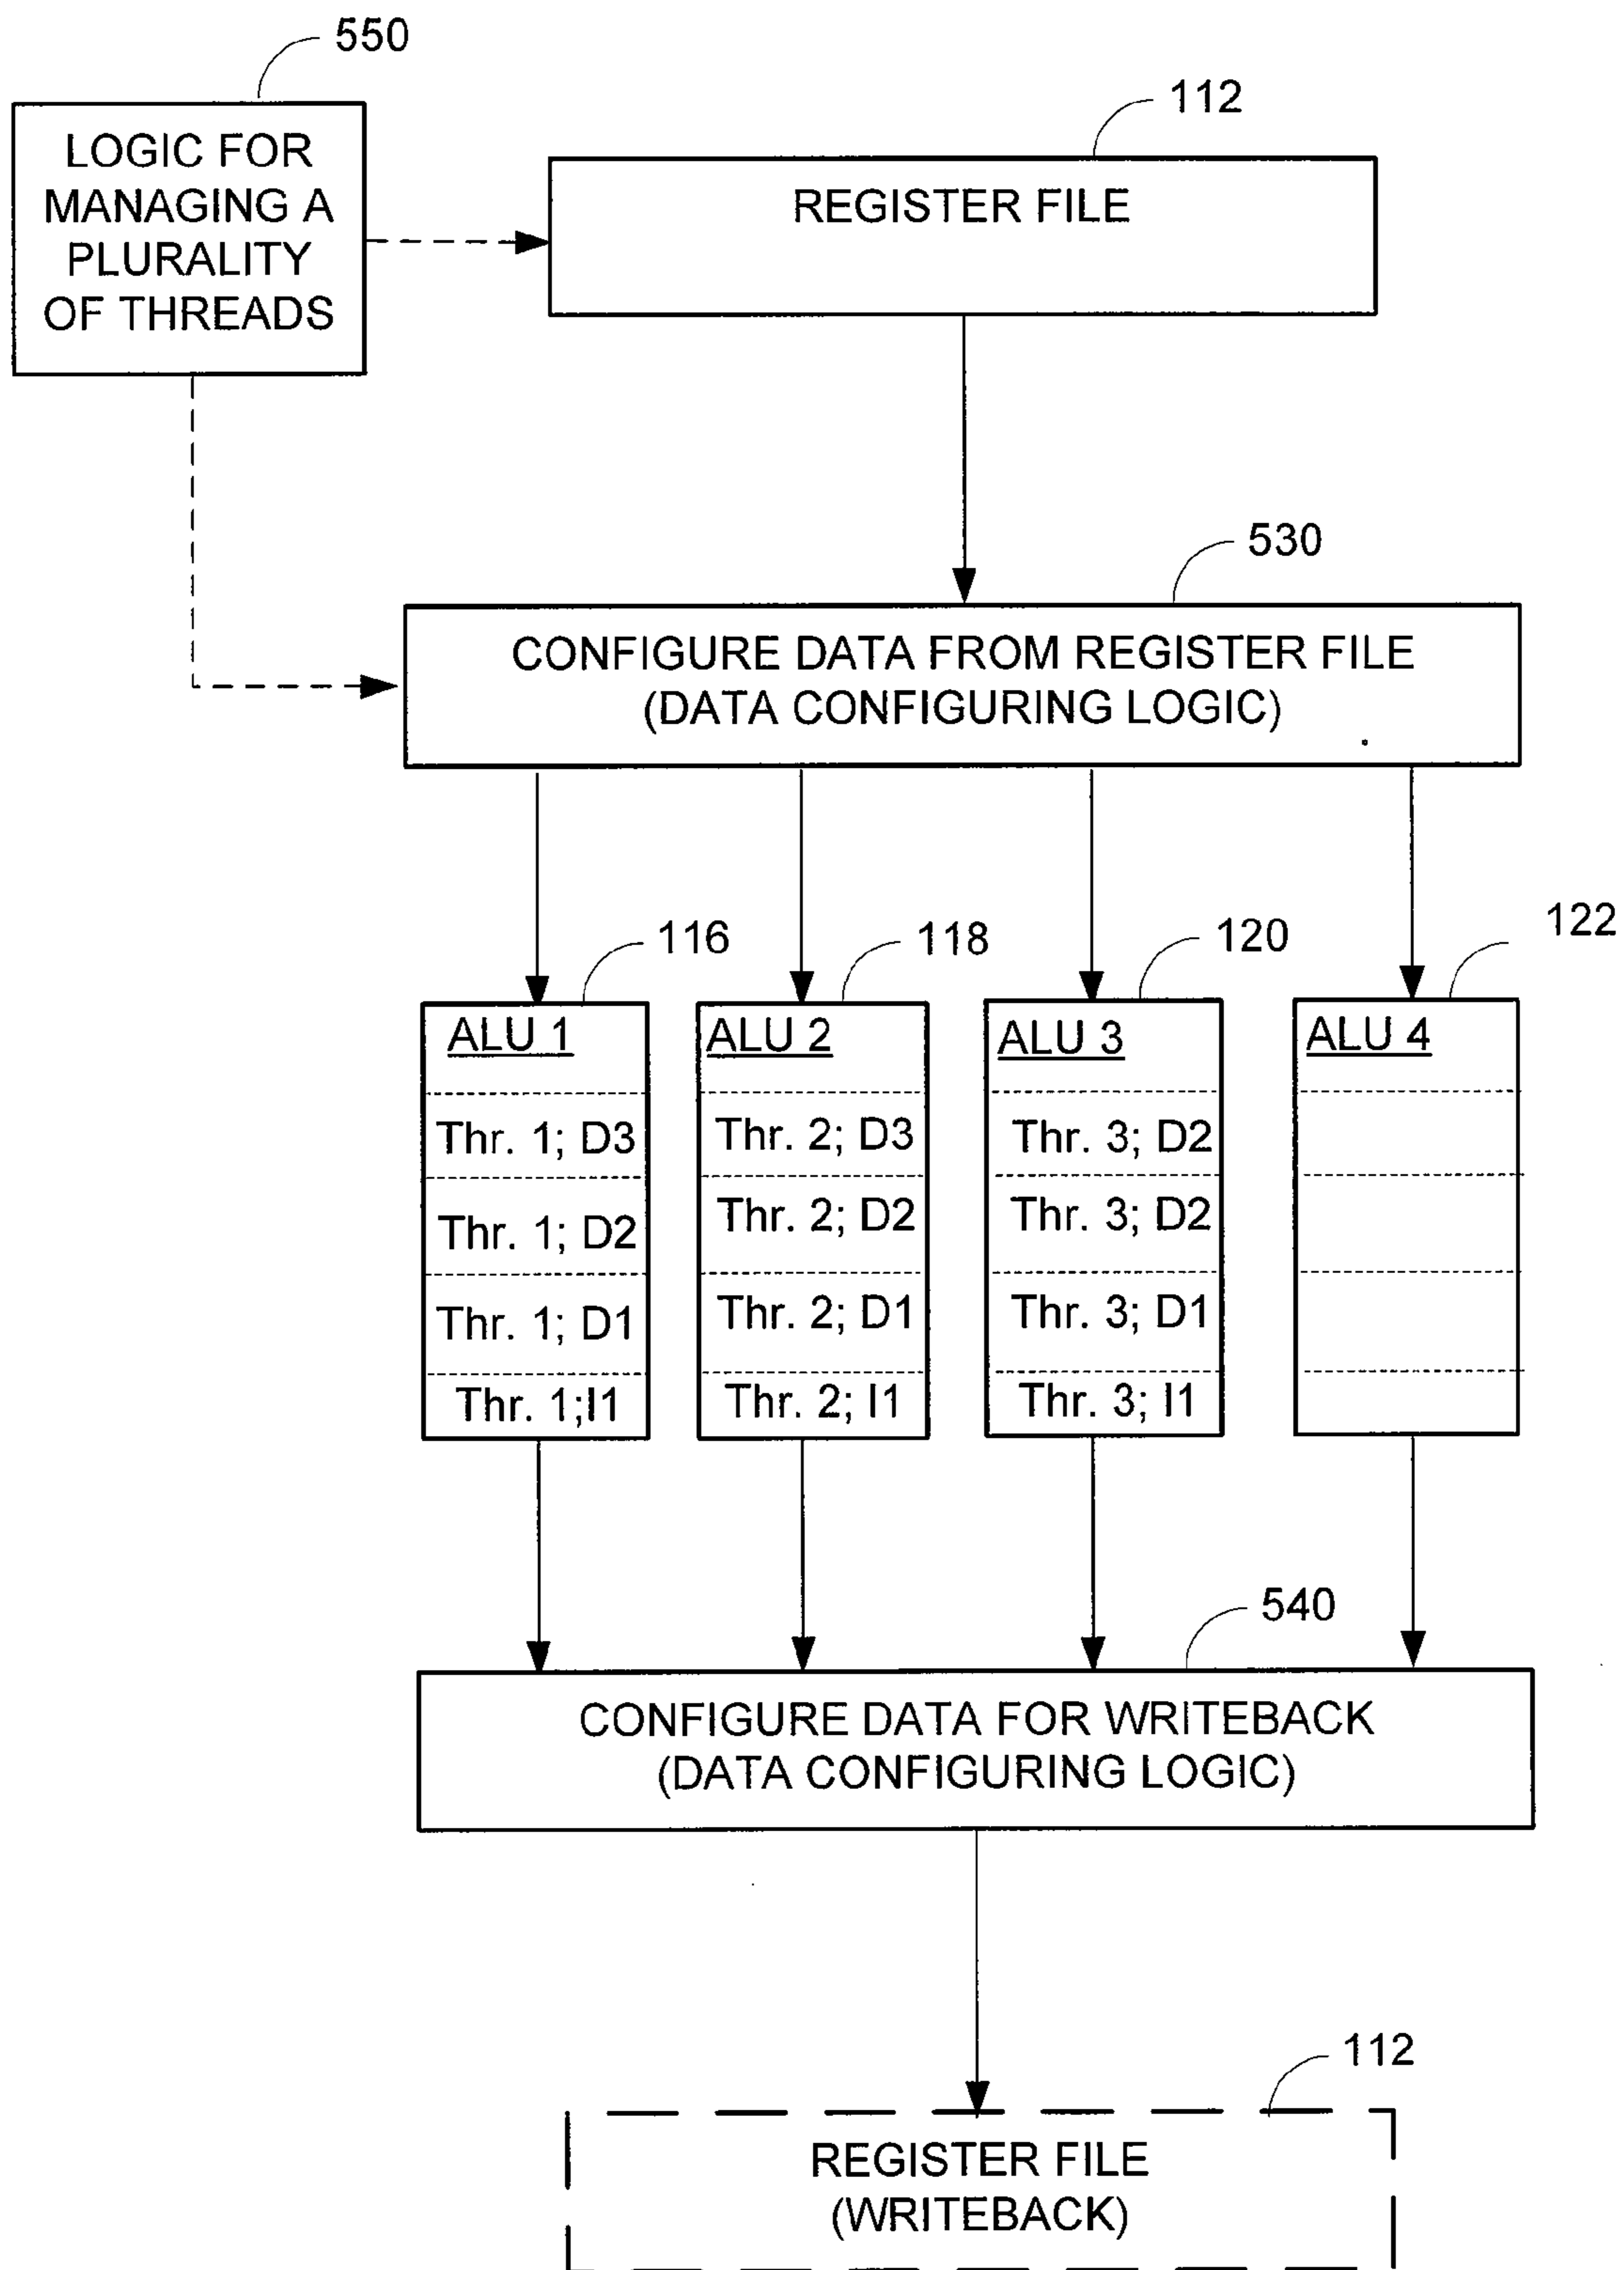 550
112
LOGIC FOR
MANAGING A
PLURALITY
OF THREADS
REGISTER FILE
530
CONFIGURE DATA FROM REGISTER FILE
(DATA CONFIGURING LOGIC)
116
118
120
122
ALU 1
Thr. 1; D3
Thr. 1; D2
Thr. 1; D1
Thr. 1;I1
ALU 2
Thr. 2; D3
Thr. 2; D2
Thr. 2; D1
Thr. 2; I1
ALU 3
Thr. 3; D2
Thr. 3; D2
Thr. 3; D1
Thr. 3; I1
ALU 4
540
CONFIGURE DATA FOR WRITEBACK
(DATA CONFIGURING LOGIC)
112
REGISTER FILE
(WRITEBACK)